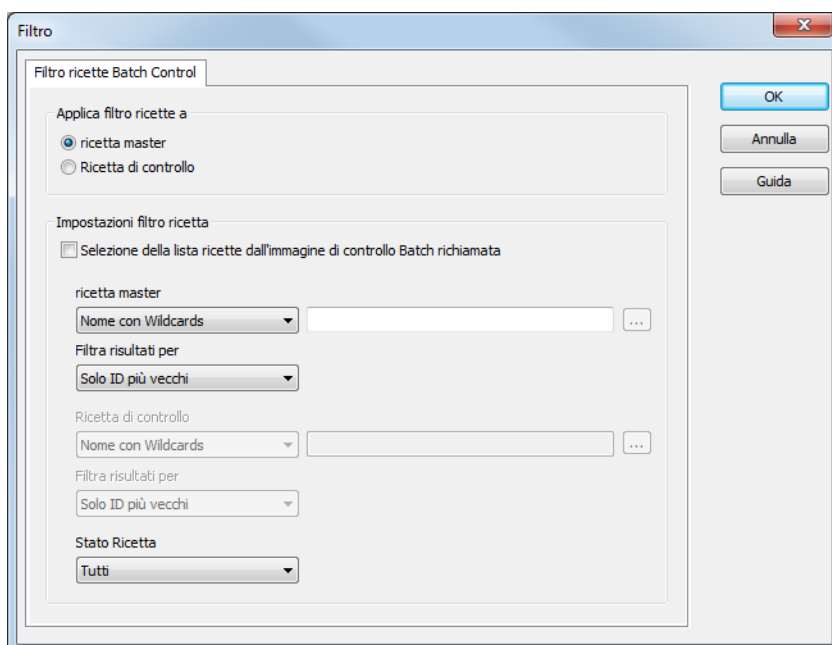 Filtro
Filtro ricette Batch Control
Applica filtro ricette a
ricetta master
Ricetta di controllo
OK
Annulla
Guida
Impostazioni filtro ricetta
Selezione della lista ricette dall'immagine di controllo Batch richiamata
ricetta master
Nome con Wildcards
...
Filtra risultati per
Solo ID più vecchi
Ricetta di controllo
Nome con Wildcards
...
Filtra risultati per
Solo ID più vecchi
Stato Ricetta
Tutti